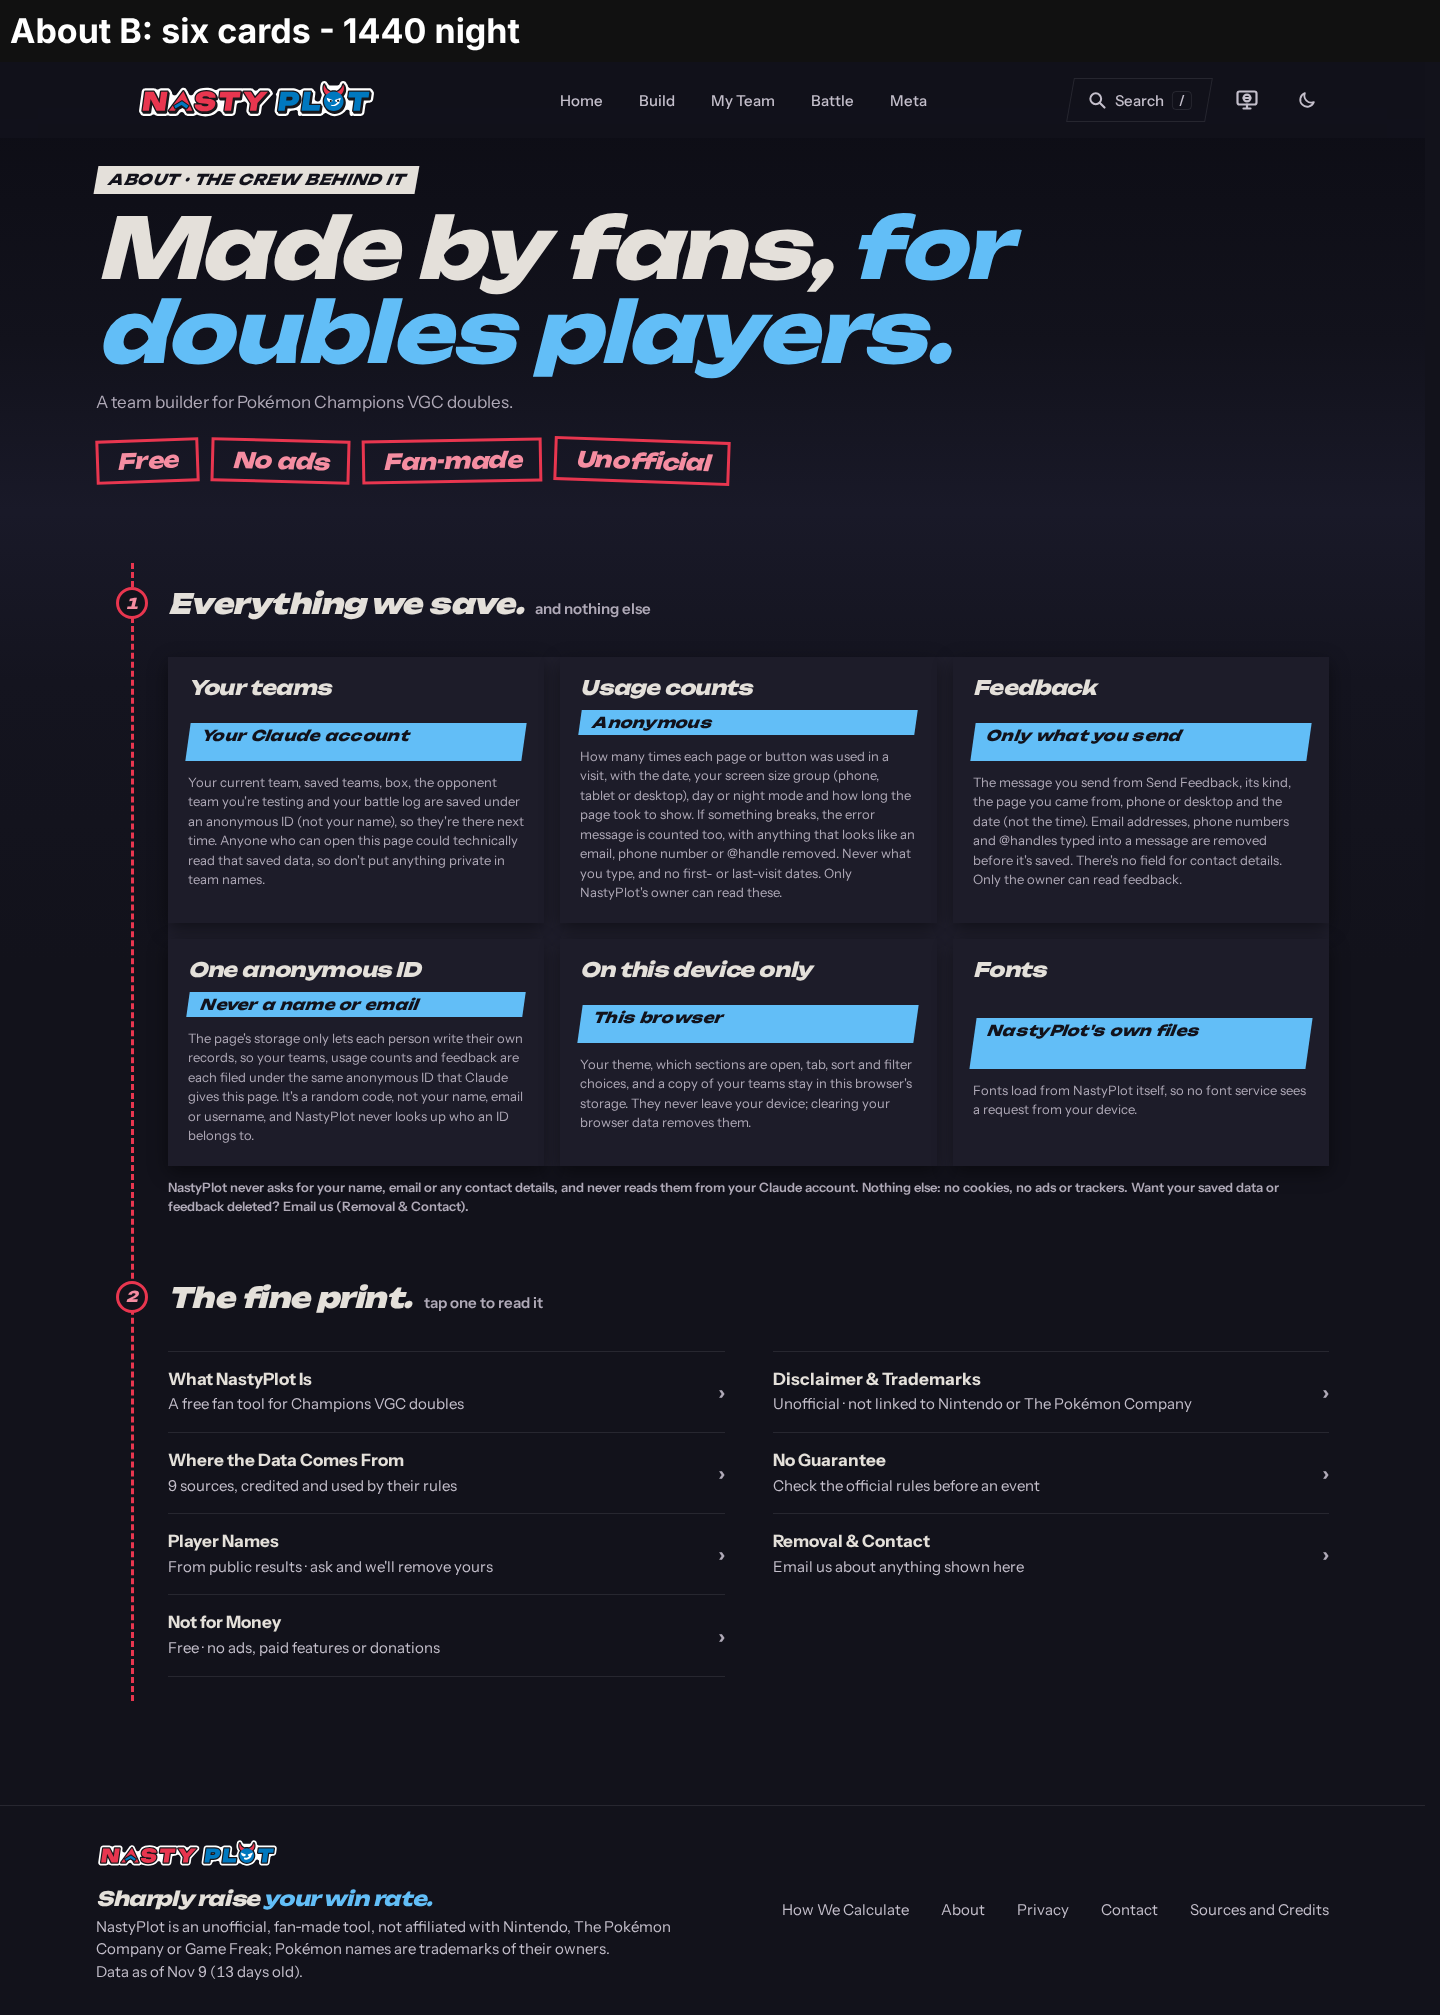 About B: six cards - 1440 night
NASTY PLOT
Home
Build
My Team
Battle
Meta
Search /
ABOUT · THE CREW BEHIND IT
Made by fans, for
doubles players.
A team builder for Pokémon Champions VGC doubles.
Free
No ads
Fan-made
Unofficial
1
Everything we save. and nothing else
Your teams
Your Claude account
Your current team, saved teams, box, the opponent
team you're testing and your battle log are saved under
an anonymous ID (not your name), so they're there next
time. Anyone who can open this page could technically
read that saved data, so don't put anything private in
team names.
Usage counts
Anonymous
How many times each page or button was used in a
visit, with the date, your screen size group (phone,
tablet or desktop), day or night mode and how long the
page took to show. If something breaks, the error
message is counted too, with anything that looks like an
email, phone number or @handle removed. Never what
you type, and no first- or last-visit dates. Only
NastyPlot's owner can read these.
Feedback
Only what you send
The message you send from Send Feedback, its kind,
the page you came from, phone or desktop and the
date (not the time). Email addresses, phone numbers
and @handles typed into a message are removed
before it's saved. There's no field for contact details.
Only the owner can read feedback.
One anonymous ID
Never a name or email
The page's storage only lets each person write their own
records, so your teams, usage counts and feedback are
each filed under the same anonymous ID that Claude
gives this page. It's a random code, not your name, email
or username, and NastyPlot never looks up who an ID
belongs to.
On this device only
This browser
Your theme, which sections are open, tab, sort and filter
choices, and a copy of your teams stay in this browser's
storage. They never leave your device; clearing your
browser data removes them.
Fonts
NastyPlot's own files
Fonts load from NastyPlot itself, so no font service sees
a request from your device.
NastyPlot never asks for your name, email or any contact details, and never reads them from your Claude account. Nothing else: no cookies, no ads or trackers. Want your saved data or
feedback deleted? Email us (Removal & Contact).
2
The fine print. tap one to read it
What NastyPlot Is
A free fan tool for Champions VGC doubles
›
Where the Data Comes From
9 sources, credited and used by their rules
›
Player Names
From public results · ask and we'll remove yours
›
Not for Money
Free · no ads, paid features or donations
›
Disclaimer & Trademarks
Unofficial · not linked to Nintendo or The Pokémon Company
›
No Guarantee
Check the official rules before an event
›
Removal & Contact
Email us about anything shown here
›
NASTY PLOT
Sharply raise your win rate.
NastyPlot is an unofficial, fan-made tool, not affiliated with Nintendo, The Pokémon
Company or Game Freak; Pokémon names are trademarks of their owners.
Data as of Nov 9 (13 days old).
How We Calculate
About
Privacy
Contact
Sources and Credits